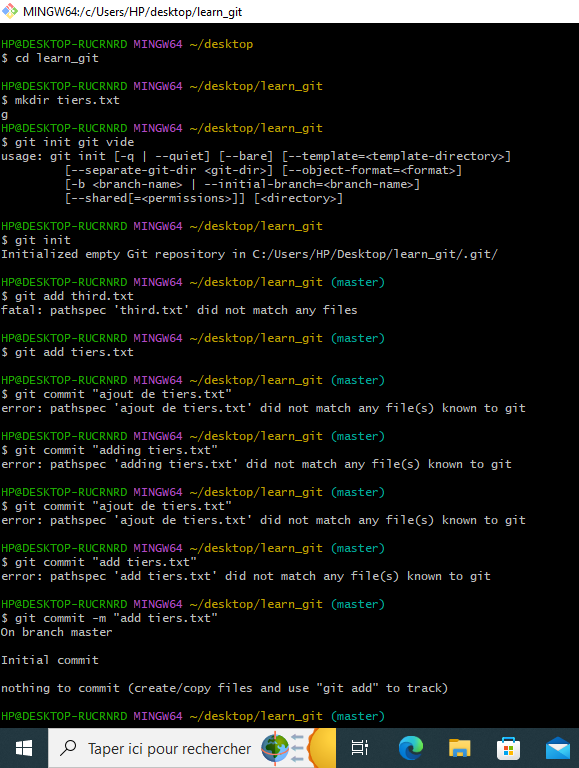 MINGW64:/c/Users/HP/desktop/learn_git
HP@DESKTOP-RUCRNRD MINGW64 ~/desktop
$ cd learn_git
HP@DESKTOP-RUCRNRD MINGW64 ~/desktop/learn_git
$ mkdir tiers.txt
g
HP@DESKTOP-RUCRNRD MINGW64 ~/desktop/learn_git
$ git init git vide
usage: git init [-q | --quiet] [--bare] [--template=<template-directory>]
[--separate-git-dir <git-dir>] [--object-format=<format>]
[-b <branch-name> | --initial-branch=<branch-name>]
[--shared[=<permissions>]] [<directory>]
HP@DESKTOP-RUCRNRD MINGW64 ~/desktop/learn_git
$ git init
Initialized empty Git repository in C:/Users/HP/Desktop/learn_git/.git/
HP@DESKTOP-RUCRNRD MINGW64 ~/desktop/learn_git (master)
$ git add third.txt
fatal: pathspec 'third.txt' did not match any files
HP@DESKTOP-RUCRNRD MINGW64 ~/desktop/learn_git (master)
$ git add tiers.txt
HP@DESKTOP-RUCRNRD MINGW64 ~/desktop/learn_git (master)
$ git commit "ajout de tiers.txt"
error: pathspec 'ajout de tiers.txt' did not match any file(s) known to git
HP@DESKTOP-RUCRNRD MINGW64 ~/desktop/learn_git (master)
$ git commit "adding tiers.txt"
error: pathspec 'adding tiers.txt' did not match any file(s) known to git
HP@DESKTOP-RUCRNRD MINGW64 ~/desktop/learn_git (master)
$ git commit "ajout de tiers.txt"
error: pathspec 'ajout de tiers.txt' did not match any file(s) known to git
HP@DESKTOP-RUCRNRD MINGW64 ~/desktop/learn_git (master)
$ git commit "add tiers.txt"
error: pathspec 'add tiers.txt' did not match any file(s) known to git
HP@DESKTOP-RUCRNRD MINGW64 ~/desktop/learn_git (master)
$ git commit -m "add tiers.txt"
On branch master
Initial commit
nothing to commit (create/copy files and use "git add" to track)
HP@DESKTOP-RUCRNRD MINGW64 ~/desktop/learn_git (master)
Taper ici pour rechercher